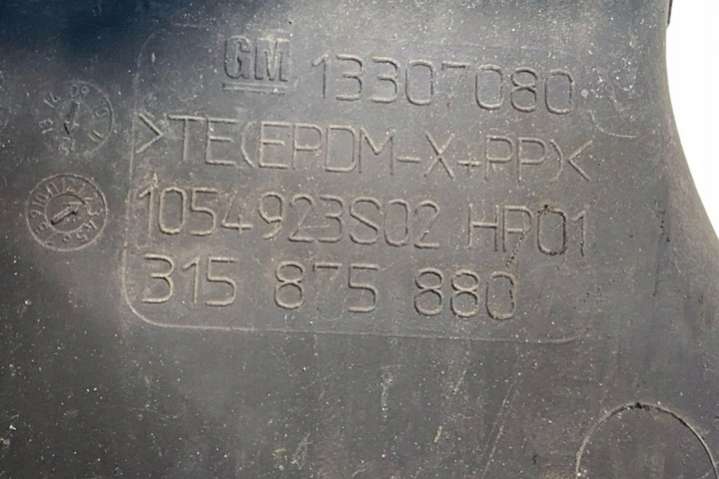 GM 13307080
>TE(EPDM-X+PP)<
1054923S02 HP01
315 875 880